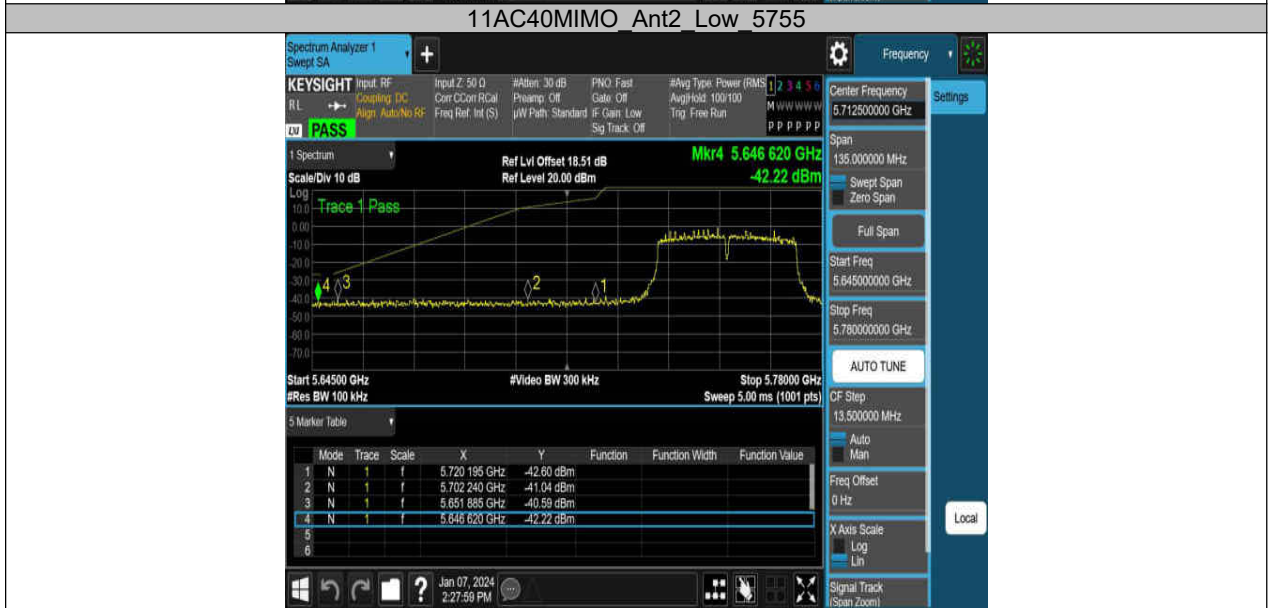 11AC40MIMO_Ant2_Low_5755
Spectrum Analyzer 1
Swept SA
+
Frequency
KEYSIGHT
RL
LXI
PASS
Input: RF
Coupling: DC
Align: Auto/No RF
Input Z: 50 Ω
Corr CCorr RCal
Freq Ref: Int (S)
#Atten: 30 dB
Preamp: Off
µW Path: Standard
PNO: Fast
Gate: Off
IF Gain: Low
Sig Track: Off
#Avg Type: Power (RMS
Avg|Hold: 100/100
Trig: Free Run
1 2 3 4 5 6
M W W W W W
P P P P P P
1 Spectrum
Scale/Div 10 dB
Ref Lvl Offset 18.51 dB
Ref Level 20.00 dBm
Mkr4 5.646 620 GHz
-42.22 dBm
Log
Trace 1 Pass
10.0
0.00
-10.0
-20.0
-30.0
-40.0
-50.0
-60.0
-70.0
4
3
2
1
Start 5.64500 GHz
#Res BW 100 kHz
#Video BW 300 kHz
Stop 5.78000 GHz
Sweep 5.00 ms (1001 pts)
5 Marker Table
Mode Trace Scale X Y Function Function Width Function Value
1 N 1 f 5.720 195 GHz -42.60 dBm
2 N 1 f 5.702 240 GHz -41.04 dBm
3 N 1 f 5.651 885 GHz -40.59 dBm
4 N 1 f 5.646 620 GHz -42.22 dBm
5
6
?
Jan 07, 2024
2:27:59 PM
Center Frequency
5.712500000 GHz
Settings
Span
135.000000 MHz
Swept Span
Zero Span
Full Span
Start Freq
5.645000000 GHz
Stop Freq
5.780000000 GHz
AUTO TUNE
CF Step
13.500000 MHz
Auto
Man
Freq Offset
0 Hz
X Axis Scale
Log
Lin
Local
Signal Track
(Span Zoom)